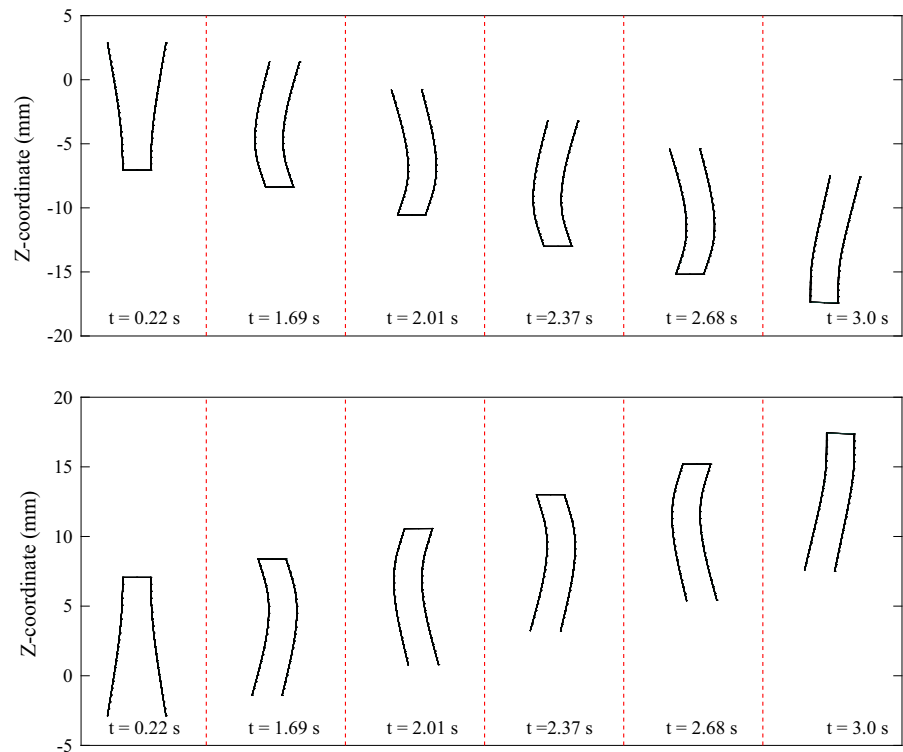 5
0
-5
-10
-15
-20
Z-coordinate (mm)
t = 0.22 s
t = 1.69 s
t = 2.01 s
t =2.37 s
t = 2.68 s
t = 3.0 s
20
15
10
5
0
-5
Z-coordinate (mm)
t = 0.22 s
t = 1.69 s
t = 2.01 s
t =2.37 s
t = 2.68 s
t = 3.0 s